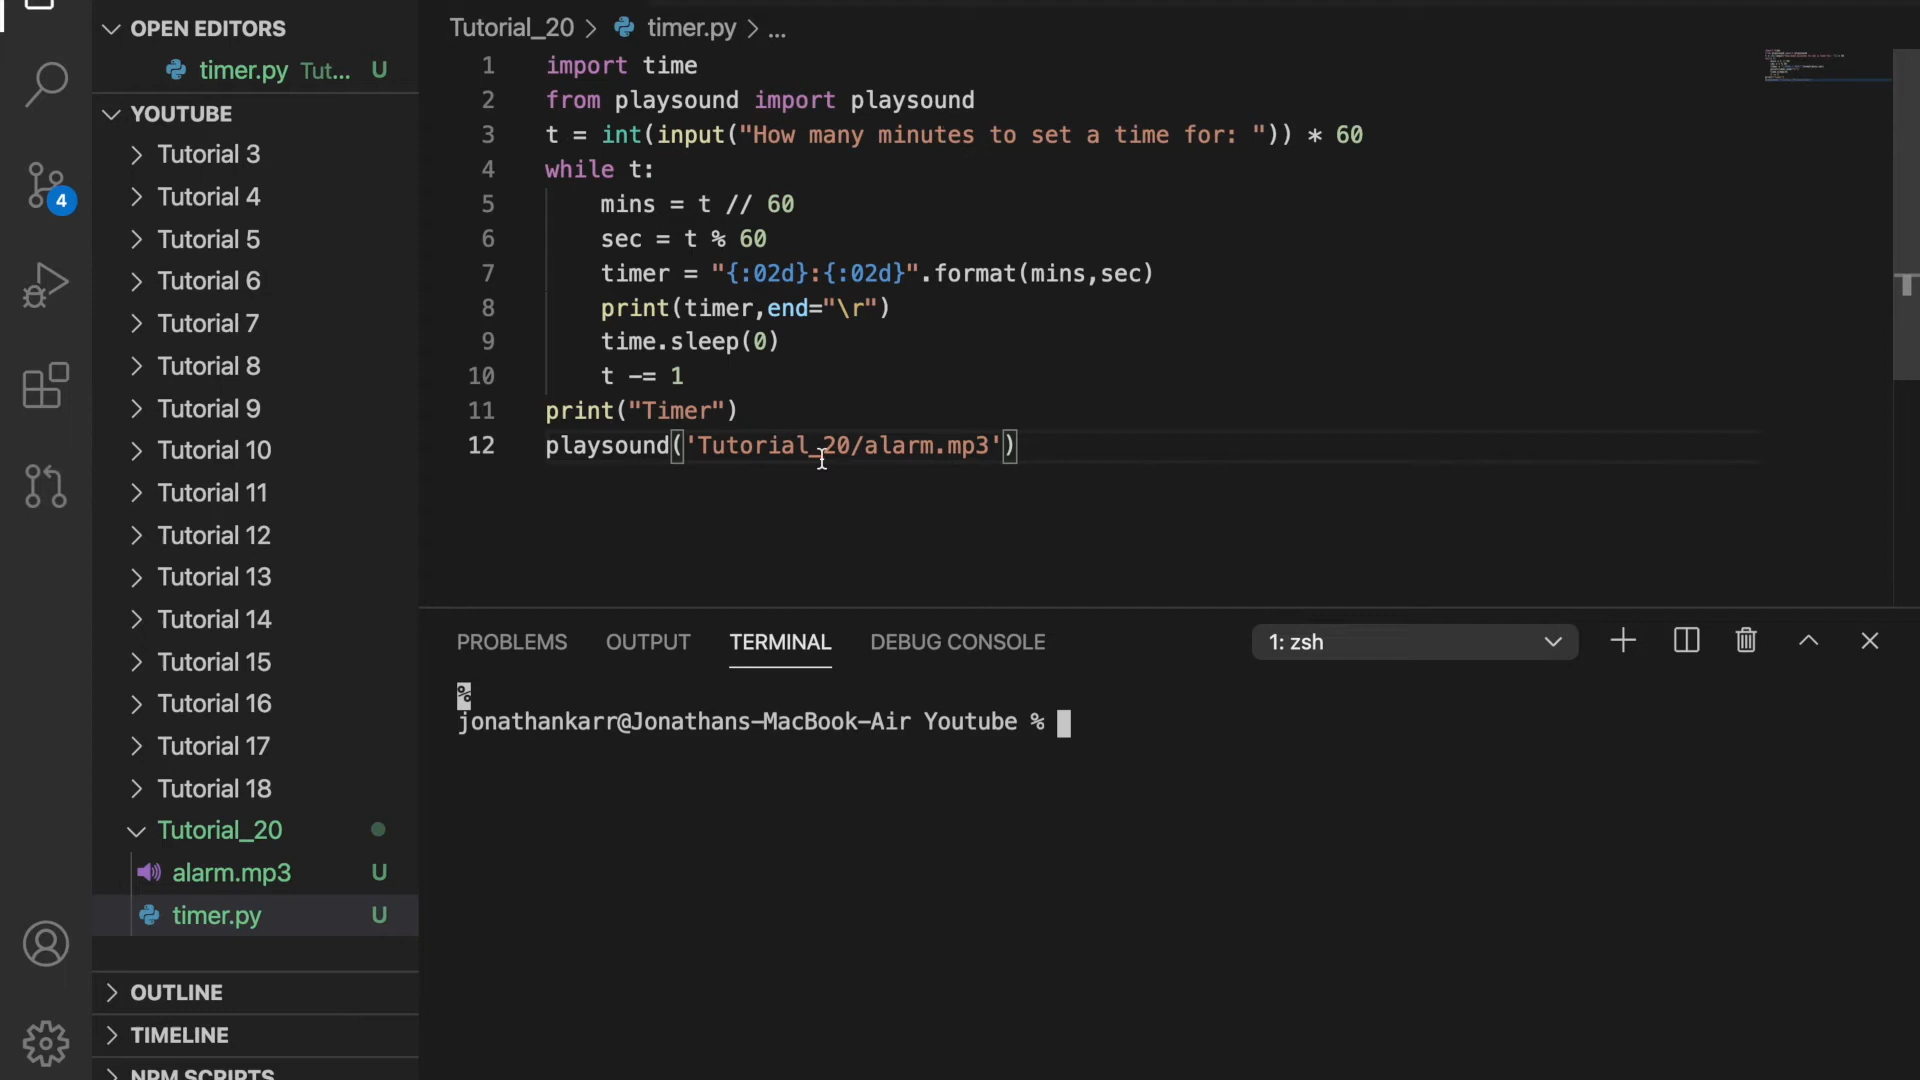 OPEN EDITORS
timer.py Tut... U
YOUTUBE
Tutorial 3
Tutorial 4
Tutorial 5
Tutorial 6
Tutorial 7
Tutorial 8
Tutorial 9
Tutorial 10
Tutorial 11
Tutorial 12
Tutorial 13
Tutorial 14
Tutorial 15
Tutorial 16
Tutorial 17
Tutorial 18
Tutorial_20
alarm.mp3 U
timer.py U
OUTLINE
TIMELINE
NPM SCRIPTS
4
Tutorial_20 > timer.py > ...
1 import time
2 from playsound import playsound
3 t = int(input("How many minutes to set a time for: ")) * 60
4 while t:
5     mins = t // 60
6     sec = t % 60
7     timer = "{:02d}:{:02d}".format(mins,sec)
8     print(timer,end="\r")
9     time.sleep(0)
10     t -= 1
11 print("Timer")
12 playsound('Tutorial_20/alarm.mp3')
PROBLEMS OUTPUT TERMINAL DEBUG CONSOLE 1: zsh
%
jonathankarr@Jonathans-MacBook-Air Youtube %